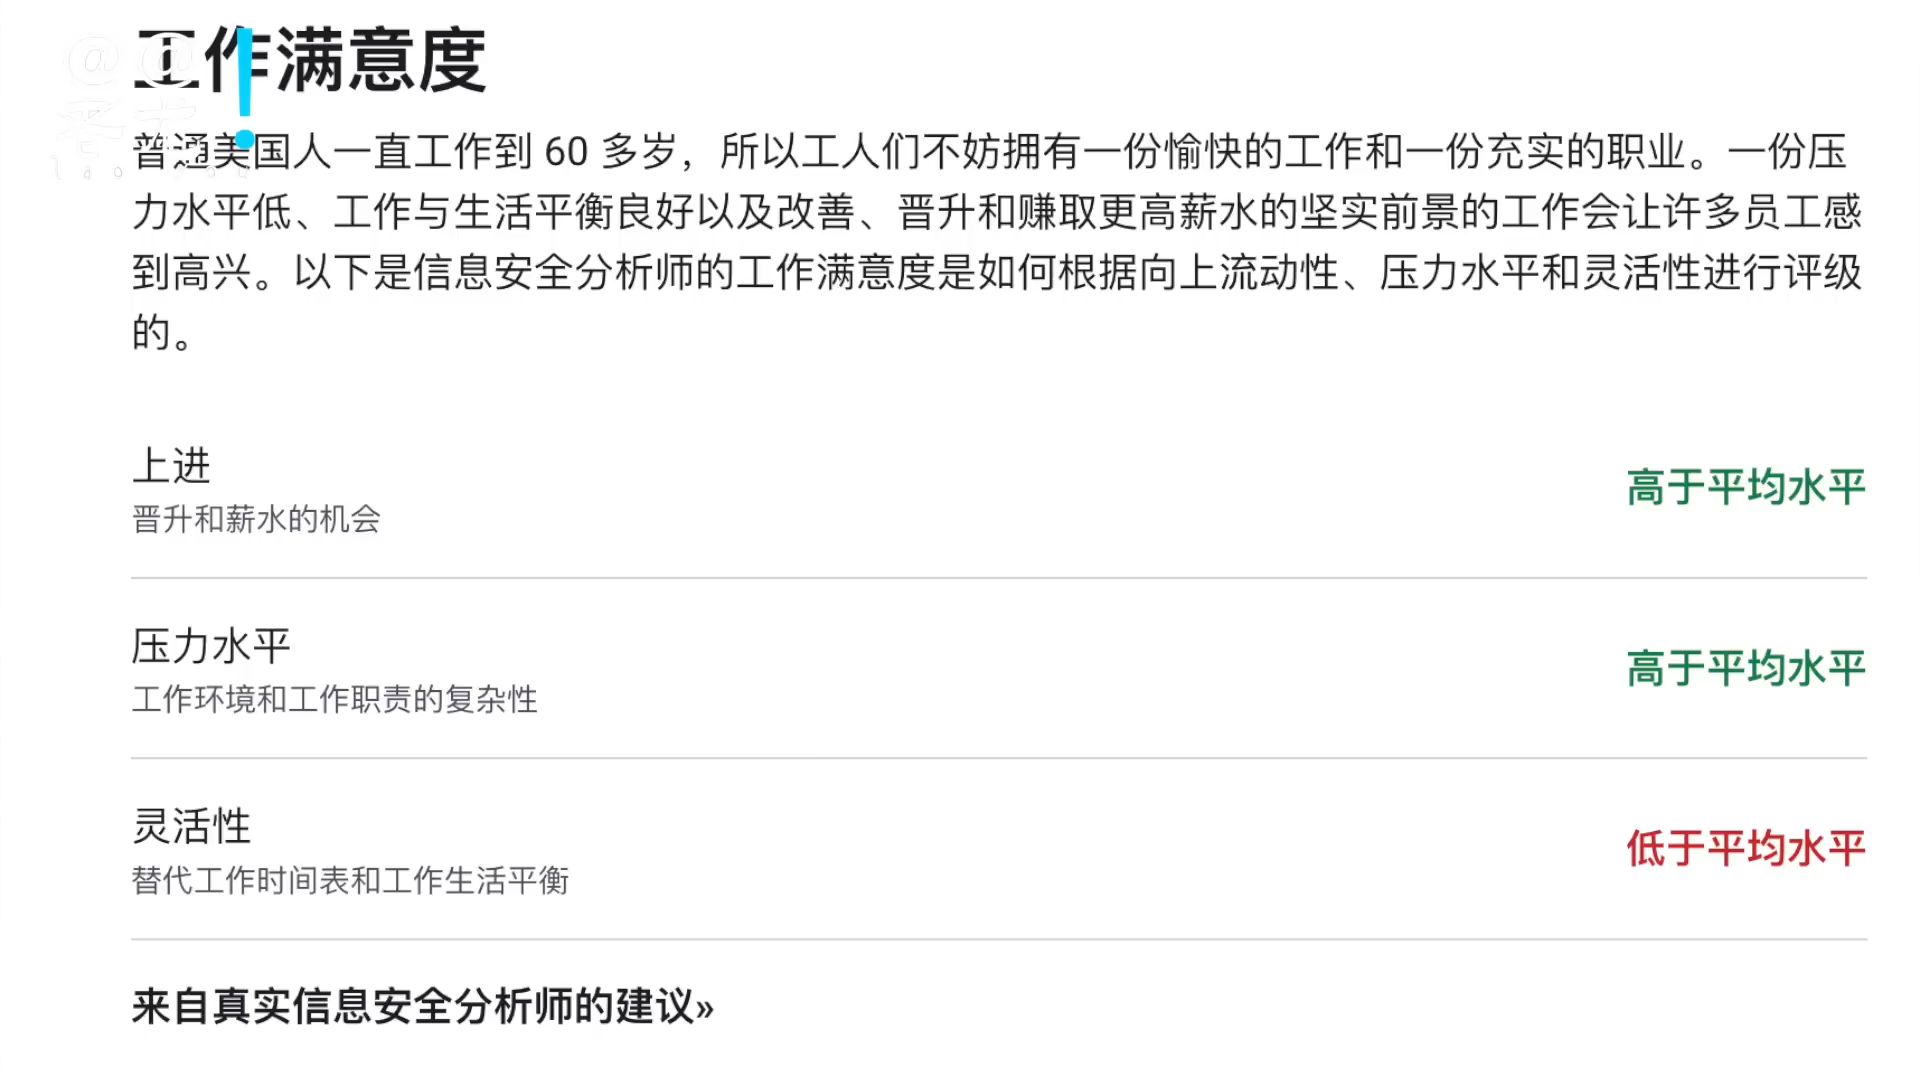 工作满意度
普通美国人一直工作到 60 多岁，所以工人们不妨拥有一份愉快的工作和一份充实的职业。一份压
力水平低、工作与生活平衡良好以及改善、晋升和赚取更高薪水的坚实前景的工作会让许多员工感
到高兴。以下是信息安全分析师的工作满意度是如何根据向上流动性、压力水平和灵活性进行评级
的。
上进
晋升和薪水的机会
高于平均水平
压力水平
工作环境和工作职责的复杂性
高于平均水平
灵活性
替代工作时间表和工作生活平衡
低于平均水平
来自真实信息安全分析师的建议»